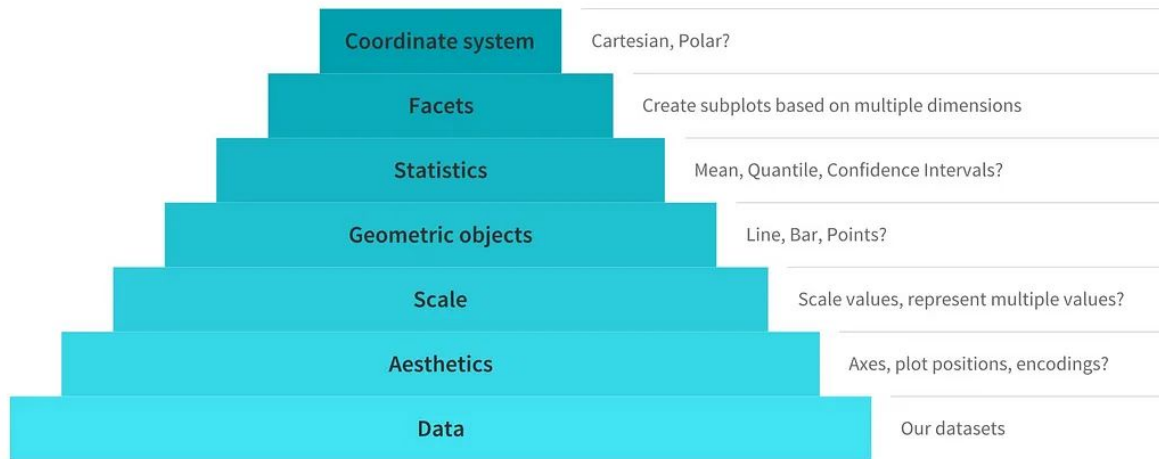 Coordinate system
Cartesian, Polar?
Facets
Create subplots based on multiple dimensions
Statistics
Mean, Quantile, Confidence Intervals?
Geometric objects
Line, Bar, Points?
Scale
Scale values, represent multiple values?
Aesthetics
Axes, plot positions, encodings?
Data
Our datasets